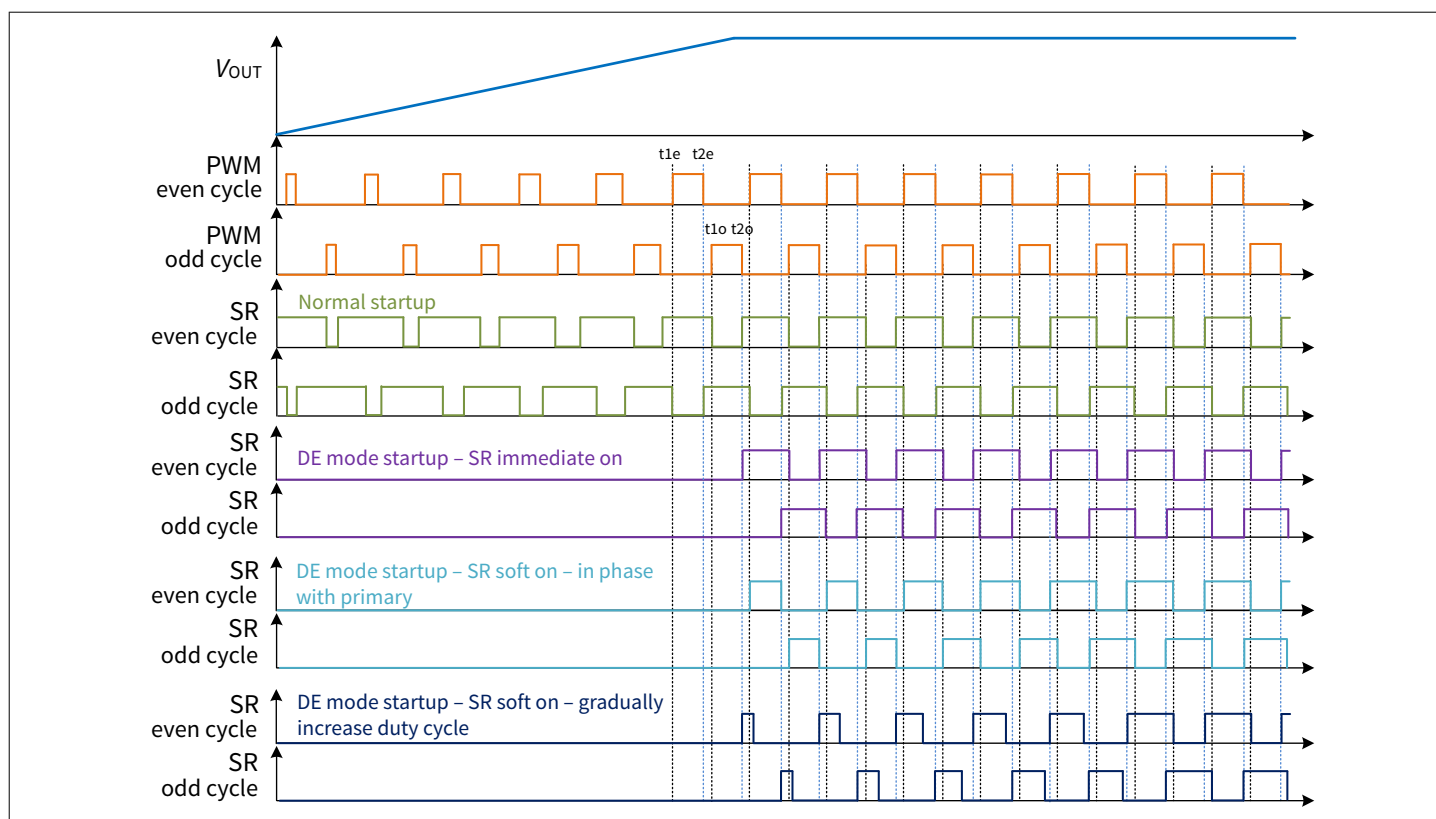 VOUT
t1e t2e
PWM
even cycle
t1o t2o
PWM
odd cycle
Normal startup
SR
even cycle
SR
odd cycle
SR
even cycle
DE mode startup – SR immediate on
SR
odd cycle
SR
even cycle
DE mode startup – SR soft on – in phase
with primary
SR
odd cycle
SR
even cycle
DE mode startup – SR soft on – gradually
increase duty cycle
SR
odd cycle